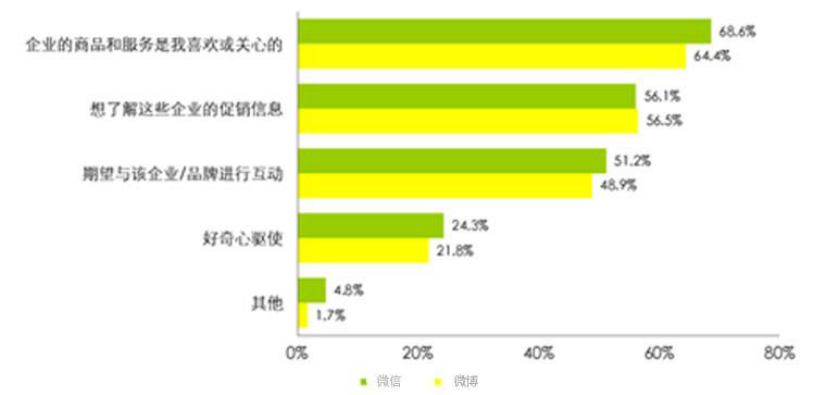 企业的商品和服务是我喜欢或关心的
68.6%
64.4%
想了解这些企业的促销信息
56.1%
56.5%
期望与该企业/品牌进行互动
51.2%
48.9%
好奇心驱使
24.3%
21.8%
其他
4.8%
1.7%
0% 20% 40% 60% 80%
微信 微博